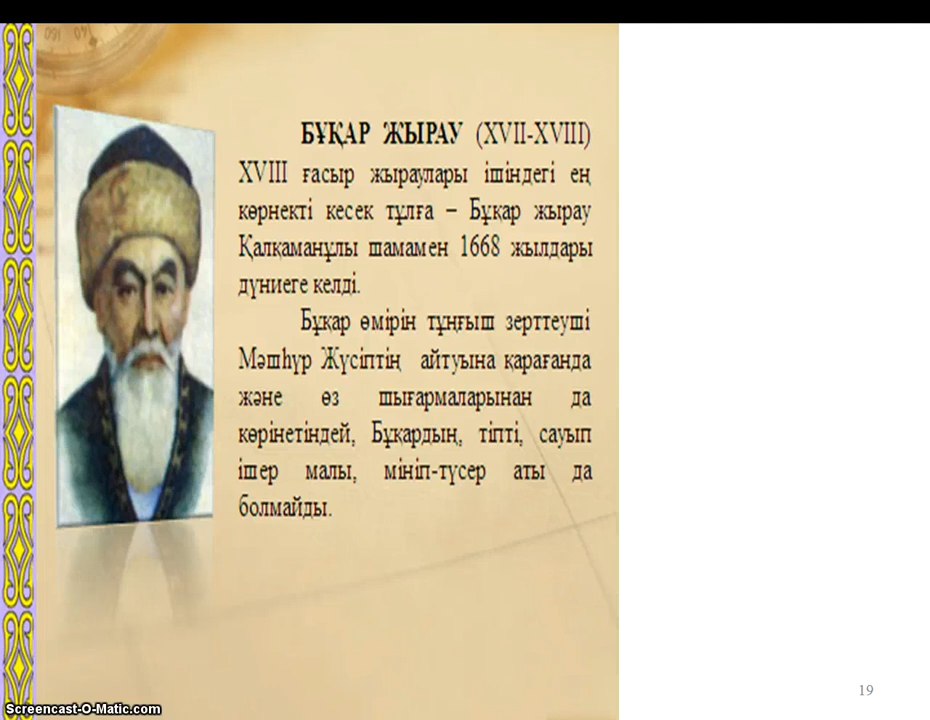 БҰҚАР ЖЫРАУ (XVII-XVIII)
XVIII ғасыр жыраулары ішіндегі ең
көрнекті кесек тұлға – Бұқар жырау
Қалқаманұлы шамамен 1668 жылдары
дүниеге келді.
Бұқар өмірін тұңғыш зерттеуші
Мәшһүр Жүсіптің айтуына қарағанда
және өз шығармаларынан да
көрінетіндей, Бұқардың, тіпті, сауып
ішер малы, мініп-түсер аты да
болмайды.
19
Screencast-O-Matic.com